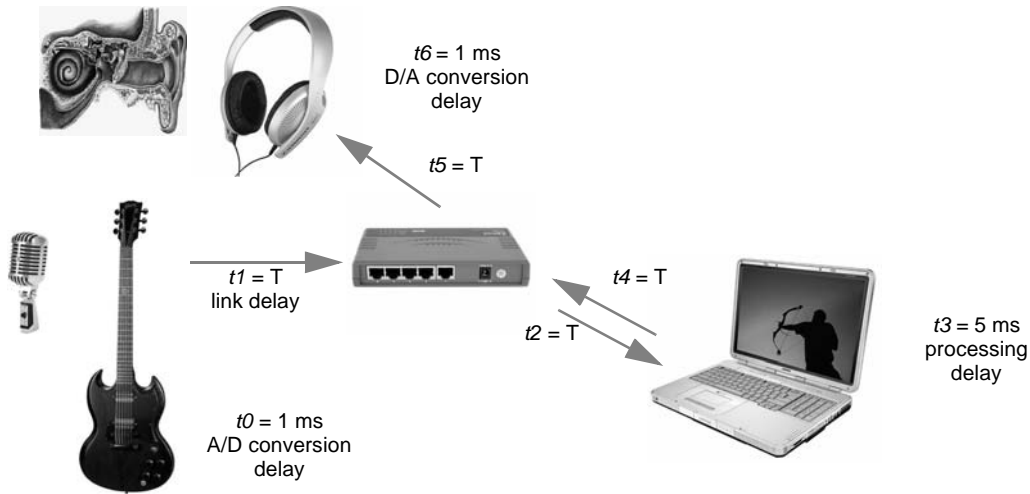 t6 = 1 ms
D/A conversion
delay
t5 = T
t1 = T
link delay
t4 = T
t2 = T
t3 = 5 ms
processing
delay
t0 = 1 ms
A/D conversion
delay